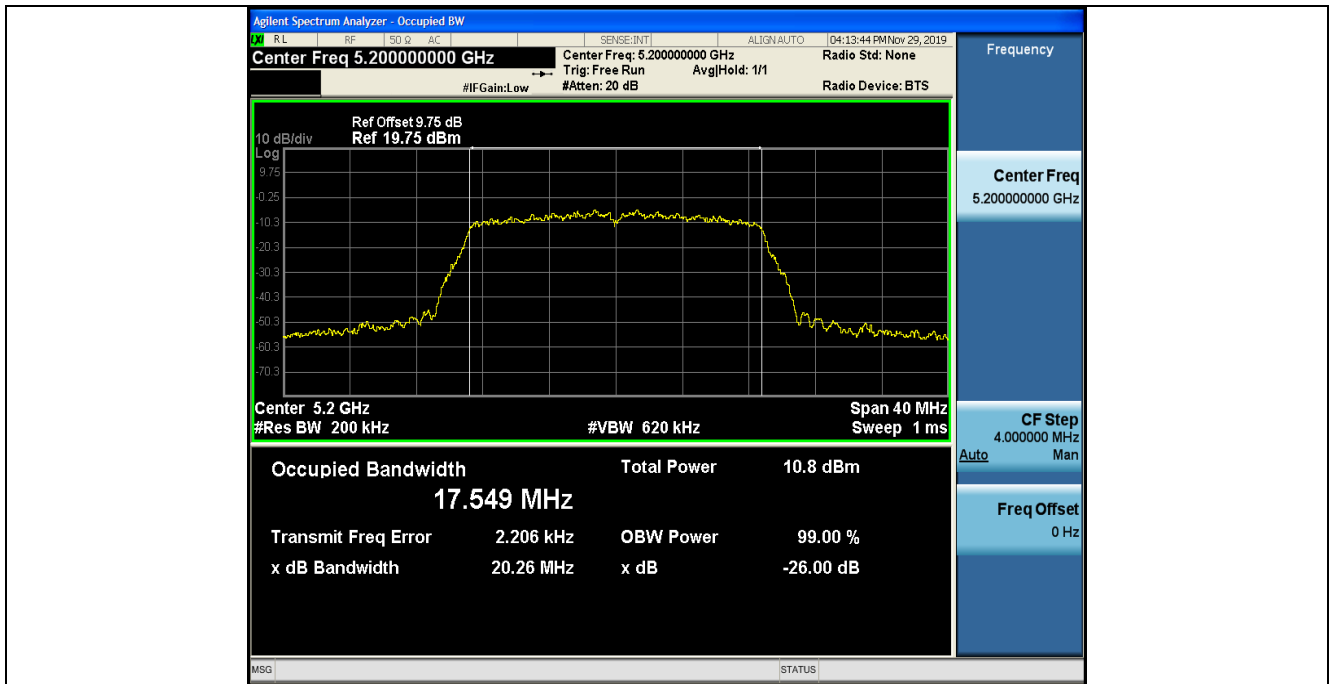 Agilent Spectrum Analyzer - Occupied BW
LXI RL RF 50 Ω AC SENSE:INT ALIGN AUTO 04:13:44 PM Nov 29, 2019
Center Freq 5.200000000 GHz
Center Freq: 5.200000000 GHz Radio Std: None
Trig: Free Run Avg|Hold: 1/1
#IFGain:Low #Atten: 20 dB Radio Device: BTS
Ref Offset 9.75 dB
10 dB/div Ref 19.75 dBm
Log
9.75
-0.25
-10.3
-20.3
-30.3
-40.3
-50.3
-60.3
-70.3
Center 5.2 GHz Span 40 MHz
#Res BW 200 kHz #VBW 620 kHz Sweep 1 ms
Occupied Bandwidth Total Power 10.8 dBm
17.549 MHz
Transmit Freq Error 2.206 kHz OBW Power 99.00 %
x dB Bandwidth 20.26 MHz x dB -26.00 dB
MSG STATUS
Frequency
Center Freq
5.200000000 GHz
CF Step
4.000000 MHz
Auto Man
Freq Offset
0 Hz